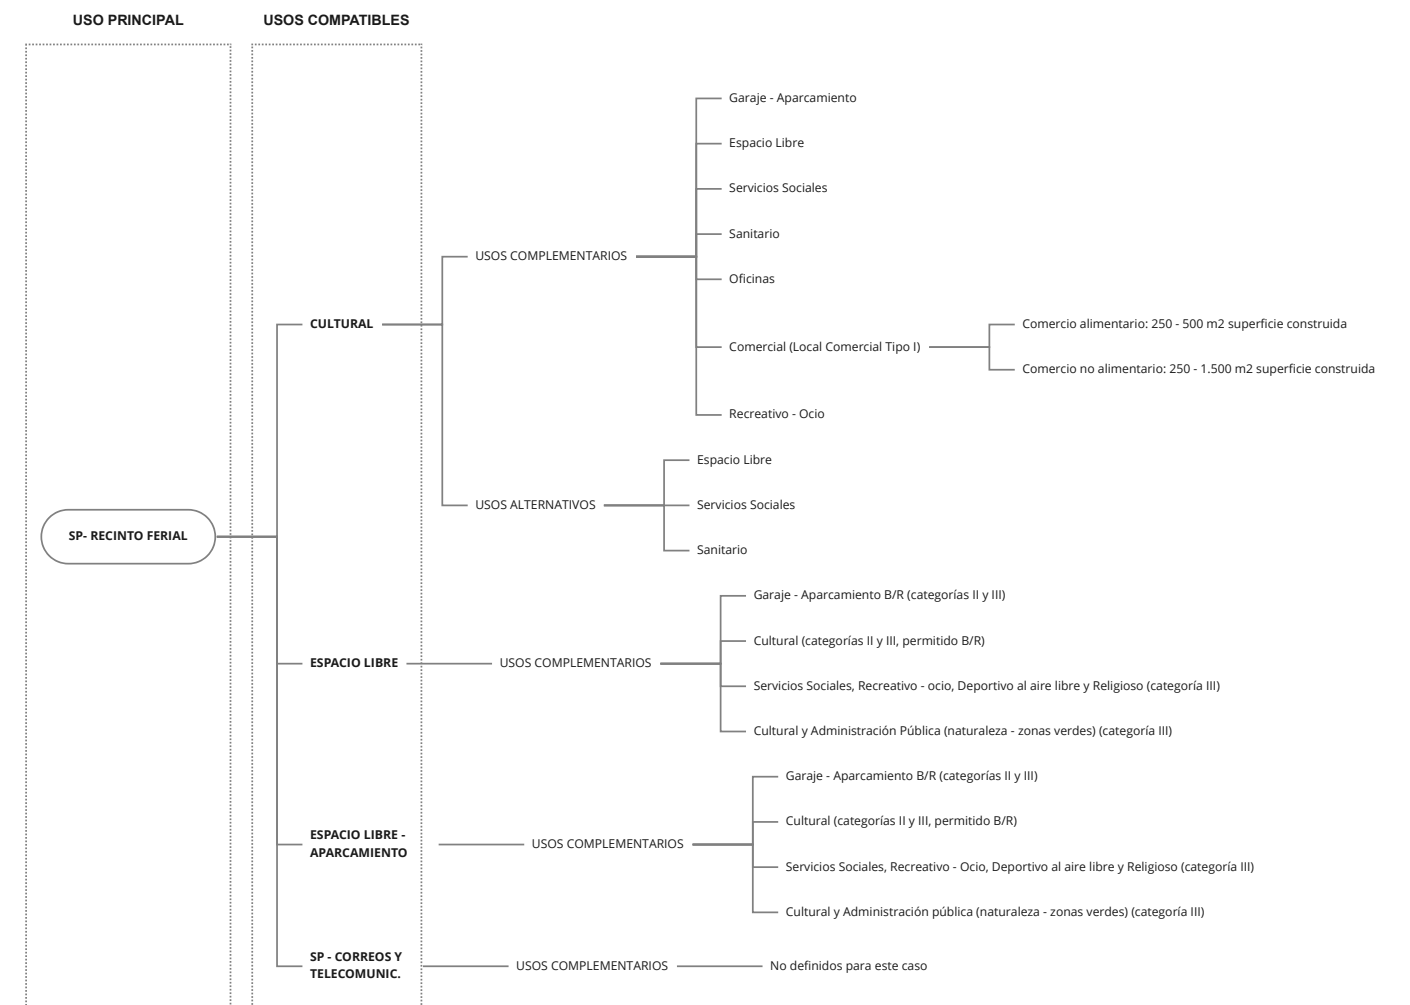 USO PRINCIPAL
USOS COMPATIBLES
SP- RECINTO FERIAL
CULTURAL
USOS COMPLEMENTARIOS
Garaje - Aparcamiento
Espacio Libre
Servicios Sociales
Sanitario
Oficinas
Comercial (Local Comercial Tipo I)
Comercio alimentario: 250 - 500 m2 superficie construida
Comercio no alimentario: 250 - 1.500 m2 superficie construida
Recreativo - Ocio
USOS ALTERNATIVOS
Espacio Libre
Servicios Sociales
Sanitario
ESPACIO LIBRE
USOS COMPLEMENTARIOS
Garaje - Aparcamiento B/R (categorías II y III)
Cultural (categorías II y III, permitido B/R)
Servicios Sociales, Recreativo - ocio, Deportivo al aire libre y Religioso (categoría III)
Cultural y Administración Pública (naturaleza - zonas verdes) (categoría III)
ESPACIO LIBRE -
APARCAMIENTO
USOS COMPLEMENTARIOS
Garaje - Aparcamiento B/R (categorías II y III)
Cultural (categorías II y III, permitido B/R)
Servicios Sociales, Recreativo - Ocio, Deportivo al aire libre y Religioso (categoría III)
Cultural y Administración pública (naturaleza - zonas verdes) (categoría III)
SP - CORREOS Y
TELECOMUNIC.
USOS COMPLEMENTARIOS
No definidos para este caso